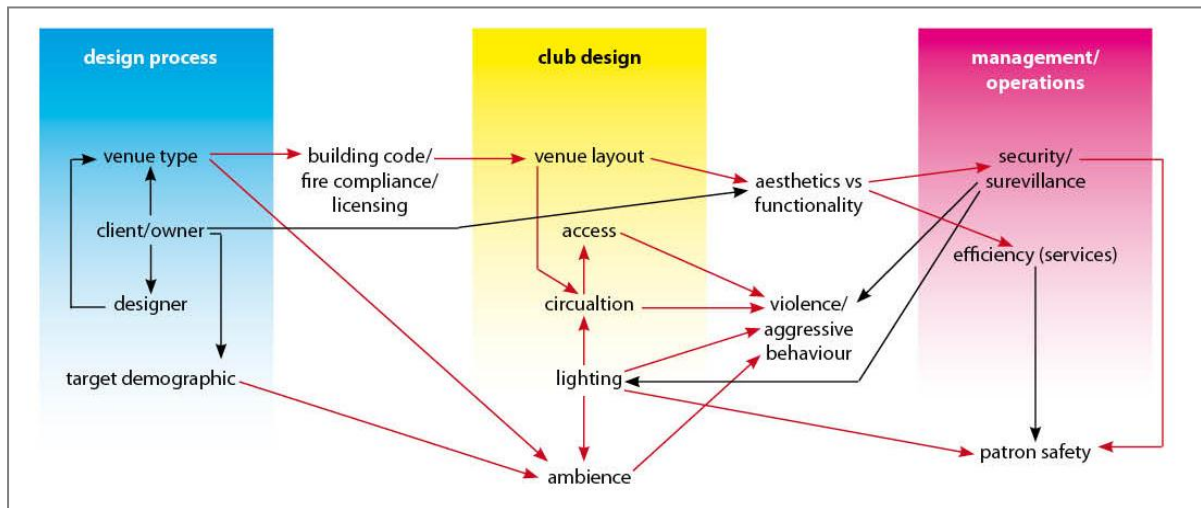 design process
club design
management/
operations
venue type
building code/
fire compliance/
licensing
venue layout
aesthetics vs
functionality
security/
surevillance
client/owner
access
efficiency (services)
designer
circualtion
violence/
aggressive
behaviour
target demographic
lighting
ambience
patron safety